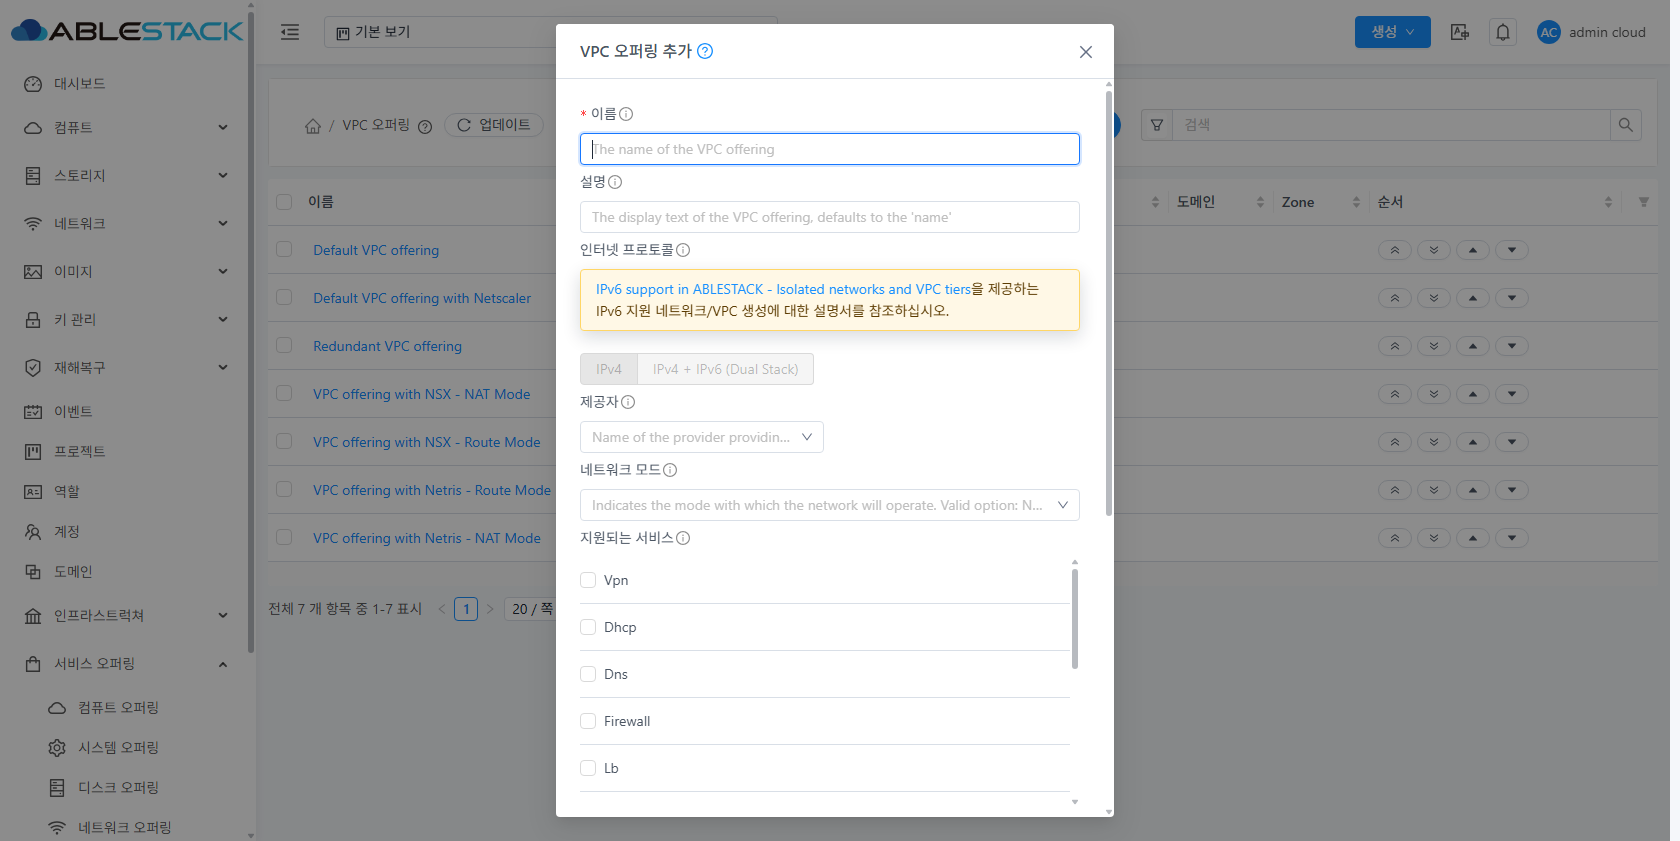 ABLESTACK
기본 보기
생성
AC
admin cloud
대시보드
컴퓨트
스토리지
네트워크
이미지
키 관리
재해복구
이벤트
프로젝트
역할
계정
도메인
인프라스트럭쳐
서비스 오퍼링
컴퓨트 오퍼링
시스템 오퍼링
디스크 오퍼링
네트워크 오퍼링
/ VPC 오퍼링
업데이트
검색
이름
도메인
Zone
순서
Default VPC offering
Default VPC offering with Netscaler
Redundant VPC offering
VPC offering with NSX - NAT Mode
VPC offering with NSX - Route Mode
VPC offering with Netris - Route Mode
VPC offering with Netris - NAT Mode
전체 7 개 항목 중 1-7 표시
1
20 / 쪽
VPC 오퍼링 추가
* 이름
The name of the VPC offering
설명
The display text of the VPC offering, defaults to the 'name'
인터넷 프로토콜
IPv6 support in ABLESTACK - Isolated networks and VPC tiers을 제공하는
IPv6 지원 네트워크/VPC 생성에 대한 설명서를 참조하십시오.
IPv4
IPv4 + IPv6 (Dual Stack)
제공자
Name of the provider providin...
네트워크 모드
Indicates the mode with which the network will operate. Valid option: N...
지원되는 서비스
Vpn
Dhcp
Dns
Firewall
Lb